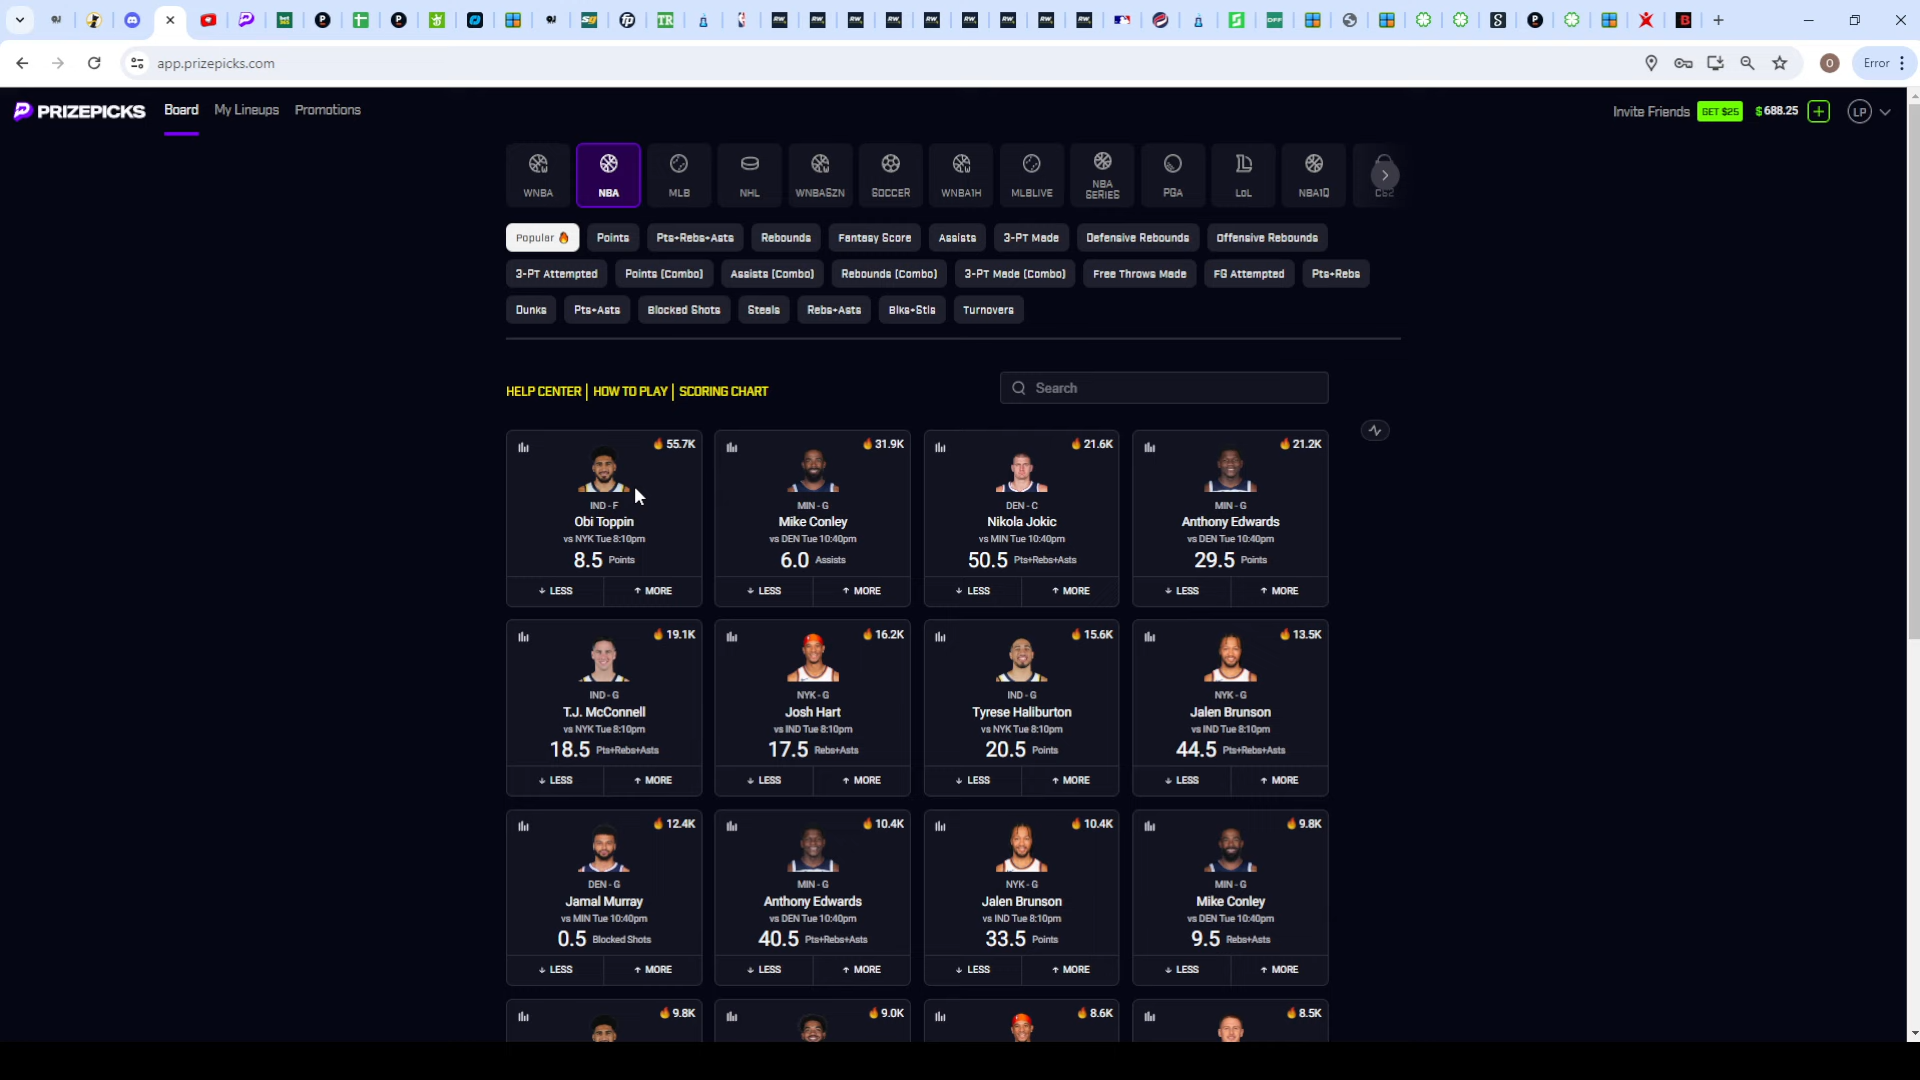 app.prizepicks.com
Error
PRIZEPICKS
Board
My Lineups
Promotions
Invite Friends
GET $25
$ 688.25
LP
WNBA
NBA
MLB
NHL
WNBASZN
SOCCER
WNBA1H
MLBLIVE
NBA SERIES
PGA
LoL
NBA1Q
CS2
Popular 🔥
Points
Pts+Rebs+Asts
Rebounds
Fantasy Score
Assists
3-PT Made
Defensive Rebounds
Offensive Rebounds
3-PT Attempted
Points (Combo)
Assists (Combo)
Rebounds (Combo)
3-PT Made (Combo)
Free Throws Made
FG Attempted
Pts+Rebs
Dunks
Pts+Asts
Blocked Shots
Steals
Rebs+Asts
Blks+Stls
Turnovers
HELP CENTER | HOW TO PLAY | SCORING CHART
Search
55.7K
IND - F
Obi Toppin
vs NYK Tue 8:10pm
8.5 Points
↓ LESS ↑ MORE
31.9K
MIN - G
Mike Conley
vs DEN Tue 10:40pm
6.0 Assists
↓ LESS ↑ MORE
21.6K
DEN - C
Nikola Jokic
vs MIN Tue 10:40pm
50.5 Pts+Rebs+Asts
↓ LESS ↑ MORE
21.2K
MIN - G
Anthony Edwards
vs DEN Tue 10:40pm
29.5 Points
↓ LESS ↑ MORE
19.1K
IND - G
T.J. McConnell
vs NYK Tue 8:10pm
18.5 Pts+Rebs+Asts
↓ LESS ↑ MORE
16.2K
NYK - G
Josh Hart
vs IND Tue 8:10pm
17.5 Rebs+Asts
↓ LESS ↑ MORE
15.6K
IND - G
Tyrese Haliburton
vs NYK Tue 8:10pm
20.5 Points
↓ LESS ↑ MORE
13.5K
NYK - G
Jalen Brunson
vs IND Tue 8:10pm
44.5 Pts+Rebs+Asts
↓ LESS ↑ MORE
12.4K
DEN - G
Jamal Murray
vs MIN Tue 10:40pm
0.5 Blocked Shots
↓ LESS ↑ MORE
10.4K
MIN - G
Anthony Edwards
vs DEN Tue 10:40pm
40.5 Pts+Rebs+Asts
↓ LESS ↑ MORE
10.4K
NYK - G
Jalen Brunson
vs IND Tue 8:10pm
33.5 Points
↓ LESS ↑ MORE
9.8K
MIN - G
Mike Conley
vs DEN Tue 10:40pm
9.5 Rebs+Asts
↓ LESS ↑ MORE
9.8K
9.0K
8.6K
8.5K